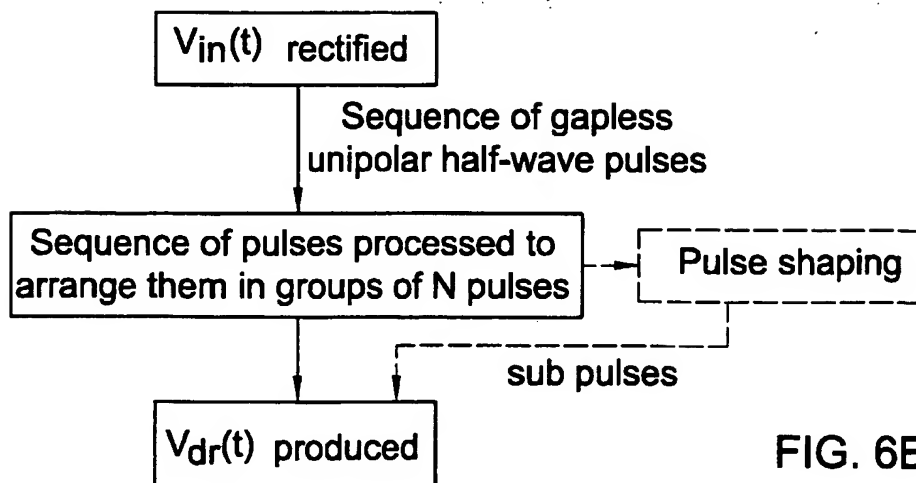 Vin(t) rectified
Sequence of gapless
unipolar half-wave pulses
Sequence of pulses processed to
arrange them in groups of N pulses
Pulse shaping
sub pulses
Vdr(t) produced
FIG. 6B